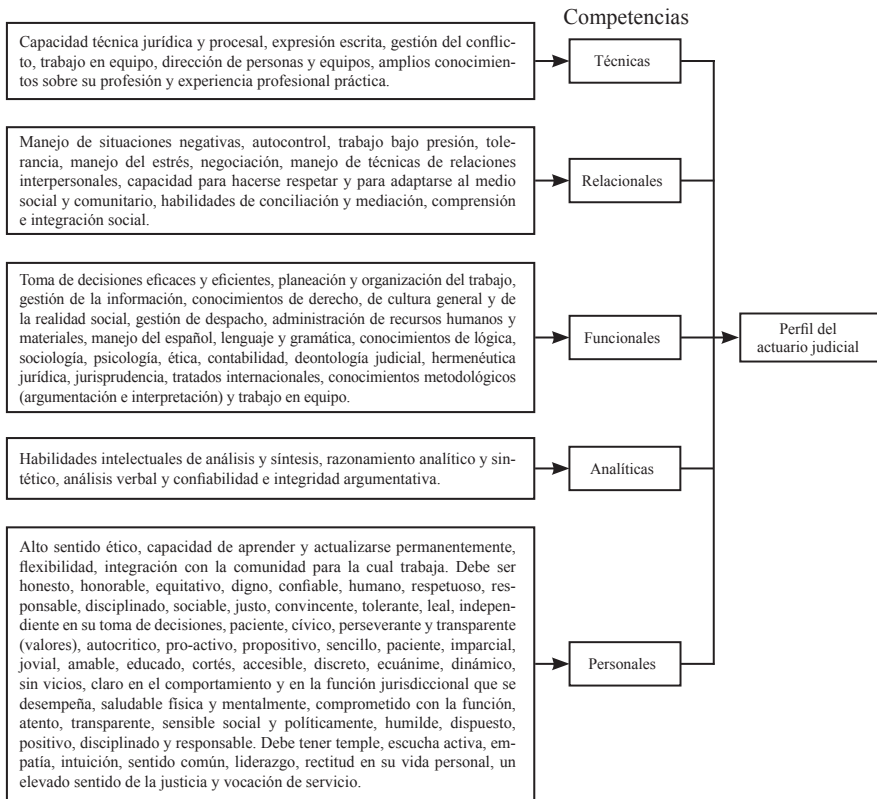 Competencias
Capacidad técnica jurídica y procesal, expresión escrita, gestión del conflic-
to, trabajo en equipo, dirección de personas y equipos, amplios conocimien-
tos sobre su profesión y experiencia profesional práctica.
Técnicas
Manejo de situaciones negativas, autocontrol, trabajo bajo presión, tole-
rancia, manejo del estrés, negociación, manejo de técnicas de relaciones
interpersonales, capacidad para hacerse respetar y para adaptarse al medio
social y comunitario, habilidades de conciliación y mediación, comprensión
e integración social.
Relacionales
Toma de decisiones eficaces y eficientes, planeación y organización del trabajo,
gestión de la información, conocimientos de derecho, de cultura general y de
la realidad social, gestión de despacho, administración de recursos humanos y
materiales, manejo del español, lenguaje y gramática, conocimientos de lógica,
sociología, psicología, ética, contabilidad, deontología judicial, hermenéutica
jurídica, jurisprudencia, tratados internacionales, conocimientos metodológicos
(argumentación e interpretación) y trabajo en equipo.
Funcionales
Perfil del
actuario judicial
Habilidades intelectuales de análisis y síntesis, razonamiento analítico y sin-
tético, análisis verbal y confiabilidad e integridad argumentativa.
Analíticas
Alto sentido ético, capacidad de aprender y actualizarse permanentemente,
flexibilidad, integración con la comunidad para la cual trabaja. Debe ser
honesto, honorable, equitativo, digno, confiable, humano, respetuoso, res-
ponsable, disciplinado, sociable, justo, convincente, tolerante, leal, indepen-
diente en su toma de decisiones, paciente, cívico, perseverante y transparente
(valores), autocritico, pro-activo, propositivo, sencillo, paciente, imparcial,
jovial, amable, educado, cortés, accesible, discreto, ecuánime, dinámico,
sin vicios, claro en el comportamiento y en la función jurisdiccional que se
desempeña, saludable física y mentalmente, comprometido con la función,
atento, transparente, sensible social y políticamente, humilde, dispuesto,
positivo, disciplinado y responsable. Debe tener temple, escucha activa, em-
patía, intuición, sentido común, liderazgo, rectitud en su vida personal, un
elevado sentido de la justicia y vocación de servicio.
Personales